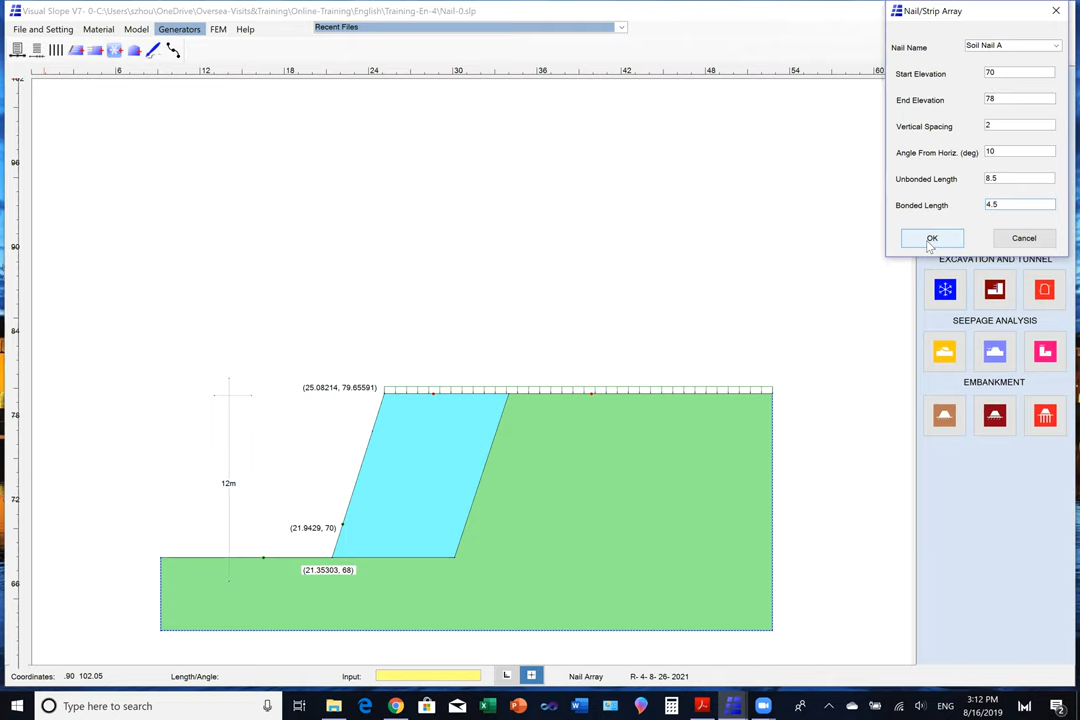 Visual Slope V7- 0-C:\Users\szhou\OneDrive\Oversea-Visits&Training\Online-Training\English\Training-En-4\Nail-0.slp
File and Setting Material Model Generators FEM Help
Recent Files
6 12 18 24 30 36 42 48 54 60
96
90
84
78
72
66
(25.08214, 79.65591)
12m
(21.9429, 70)
(21.35303, 68)
Nail/Strip Array
Nail Name Soil Nail A
Start Elevation 70
End Elevation 78
Vertical Spacing 2
Angle From Horiz. (deg) 10
Unbonded Length 8.5
Bonded Length 4.5
OK Cancel
EXCAVATION AND TUNNEL
SEEPAGE ANALYSIS
EMBANKMENT
Coordinates: .90 102.05 Length/Angle: Input: L Nail Array R- 4- 8- 26- 2021
Type here to search
ENG
3:12 PM
8/16/2019
2